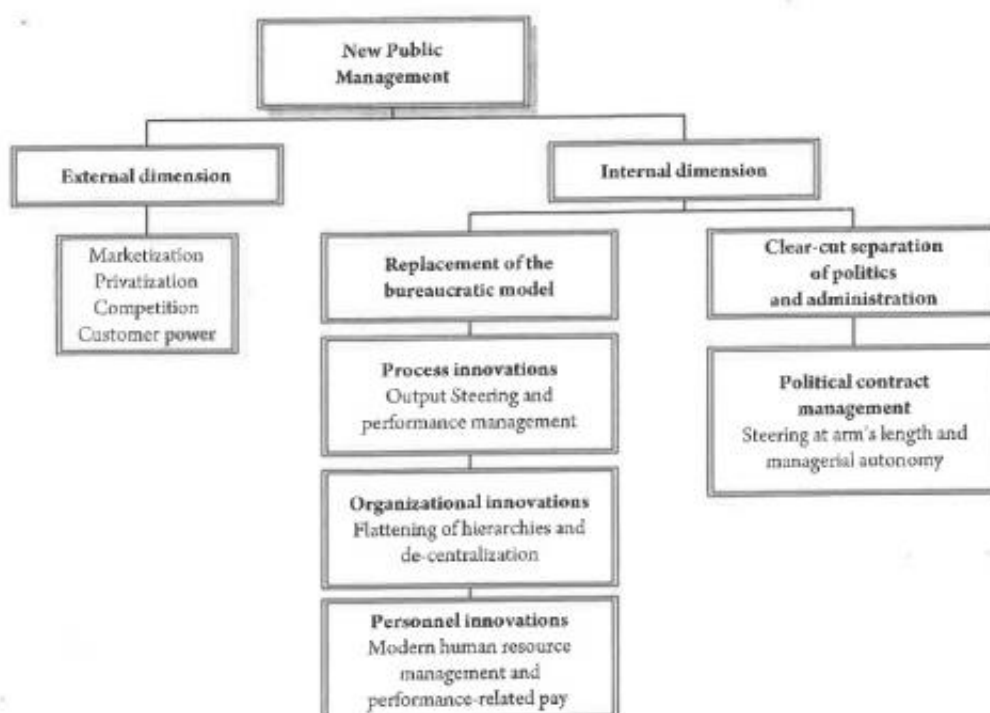 New Public
Management
External dimension
Internal dimension
Marketization
Privatization
Competition
Customer power
Replacement of the
bureaucratic model
Clear-cut separation
of politics
and administration
Process innovations
Output Steering and
performance management
Political contract
management
Steering at arm's length and
managerial autonomy
Organizational innovations
Flattening of hierarchies and
de-centralization
Personnel innovations
Modern human resource
management and
performance-related pay